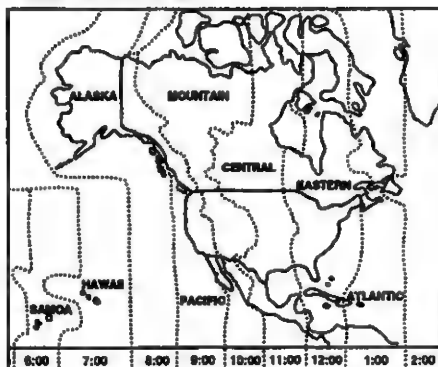 ALASKA MOUNTAIN
CENTRAL
EASTERN
HAWAII
SAMOA
PACIFIC
ATLANTIC
6:00 7:00 8:00 9:00 10:00 11:00 12:00 1:00 2:00